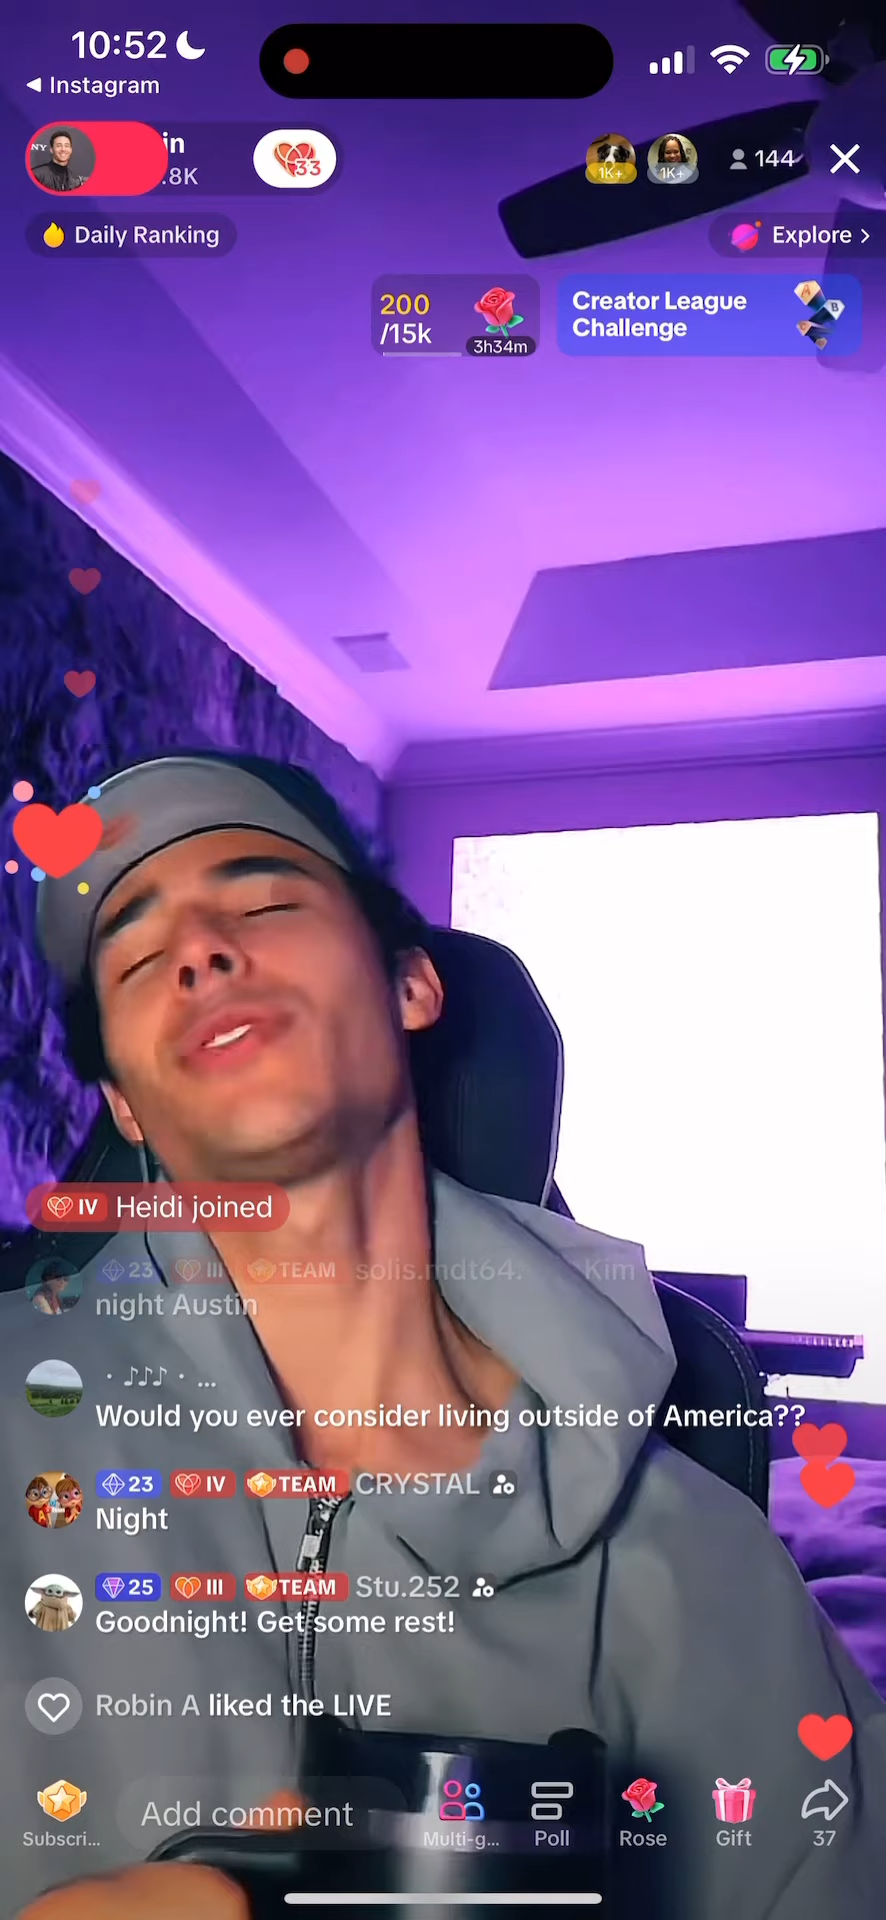 10:52
Instagram
NY
in
.8K
33
1K+
1K+
144
Daily Ranking
Explore
200
/15k
3h34m
Creator League
Challenge
A
B
IV Heidi joined
23 III TEAM solis.mdt64. Kim
night Austin
· ♪♪♪ · ...
Would you ever consider living outside of America??
23 IV TEAM CRYSTAL
Night
25 III TEAM Stu.252
Goodnight! Get some rest!
Robin A liked the LIVE
Subscri...
Add comment
Multi-g...
Poll
Rose
Gift
37